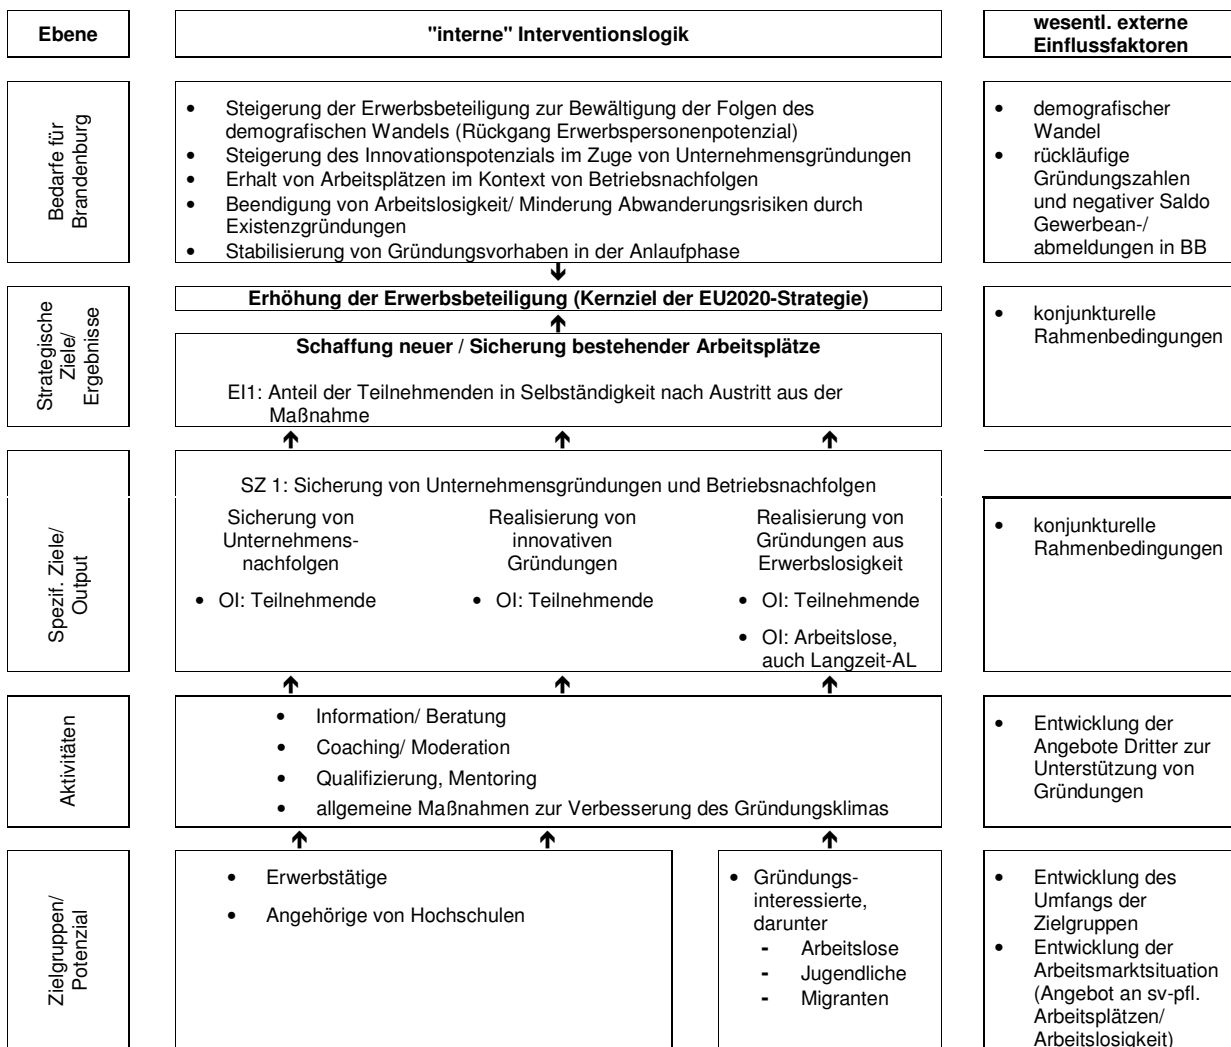 Ebene
"interne" Interventionslogik
wesentl. externe
Einflussfaktoren
Bedarfe für
Brandenburg
• Steigerung der Erwerbsbeteiligung zur Bewältigung der Folgen des
demografischen Wandels (Rückgang Erwerbspersonenpotenzial)
• Steigerung des Innovationspotenzials im Zuge von Unternehmensgründungen
• Erhalt von Arbeitsplätzen im Kontext von Betriebsnachfolgen
• Beendigung von Arbeitslosigkeit/ Minderung Abwanderungsrisiken durch
Existenzgründungen
• Stabilisierung von Gründungsvorhaben in der Anlaufphase
• demografischer
Wandel
• rückläufige
Gründungszahlen
und negativer Saldo
Gewerbean-/
abmeldungen in BB
Strategische
Ziele/
Ergebnisse
Erhöhung der Erwerbsbeteiligung (Kernziel der EU2020-Strategie)
Schaffung neuer / Sicherung bestehender Arbeitsplätze
EI1: Anteil der Teilnehmenden in Selbständigkeit nach Austritt aus der
Maßnahme
• konjunkturelle
Rahmenbedingungen
Spezif. Ziele/
Output
SZ 1: Sicherung von Unternehmensgründungen und Betriebsnachfolgen
Sicherung von
Unternehmens-
nachfolgen
• OI: Teilnehmende
Realisierung von
innovativen
Gründungen
• OI: Teilnehmende
Realisierung von
Gründungen aus
Erwerbslosigkeit
• OI: Teilnehmende
• OI: Arbeitslose,
auch Langzeit-AL
• konjunkturelle
Rahmenbedingungen
Aktivitäten
• Information/ Beratung
• Coaching/ Moderation
• Qualifizierung, Mentoring
• allgemeine Maßnahmen zur Verbesserung des Gründungsklimas
• Entwicklung der
Angebote Dritter zur
Unterstützung von
Gründungen
Zielgruppen/
Potenzial
• Erwerbstätige
• Angehörige von Hochschulen
• Gründungs-
interessierte,
darunter
- Arbeitslose
- Jugendliche
- Migranten
• Entwicklung des
Umfangs der
Zielgruppen
• Entwicklung der
Arbeitsmarktsituation
(Angebot an sv-pfl.
Arbeitsplätzen/
Arbeitslosigkeit)